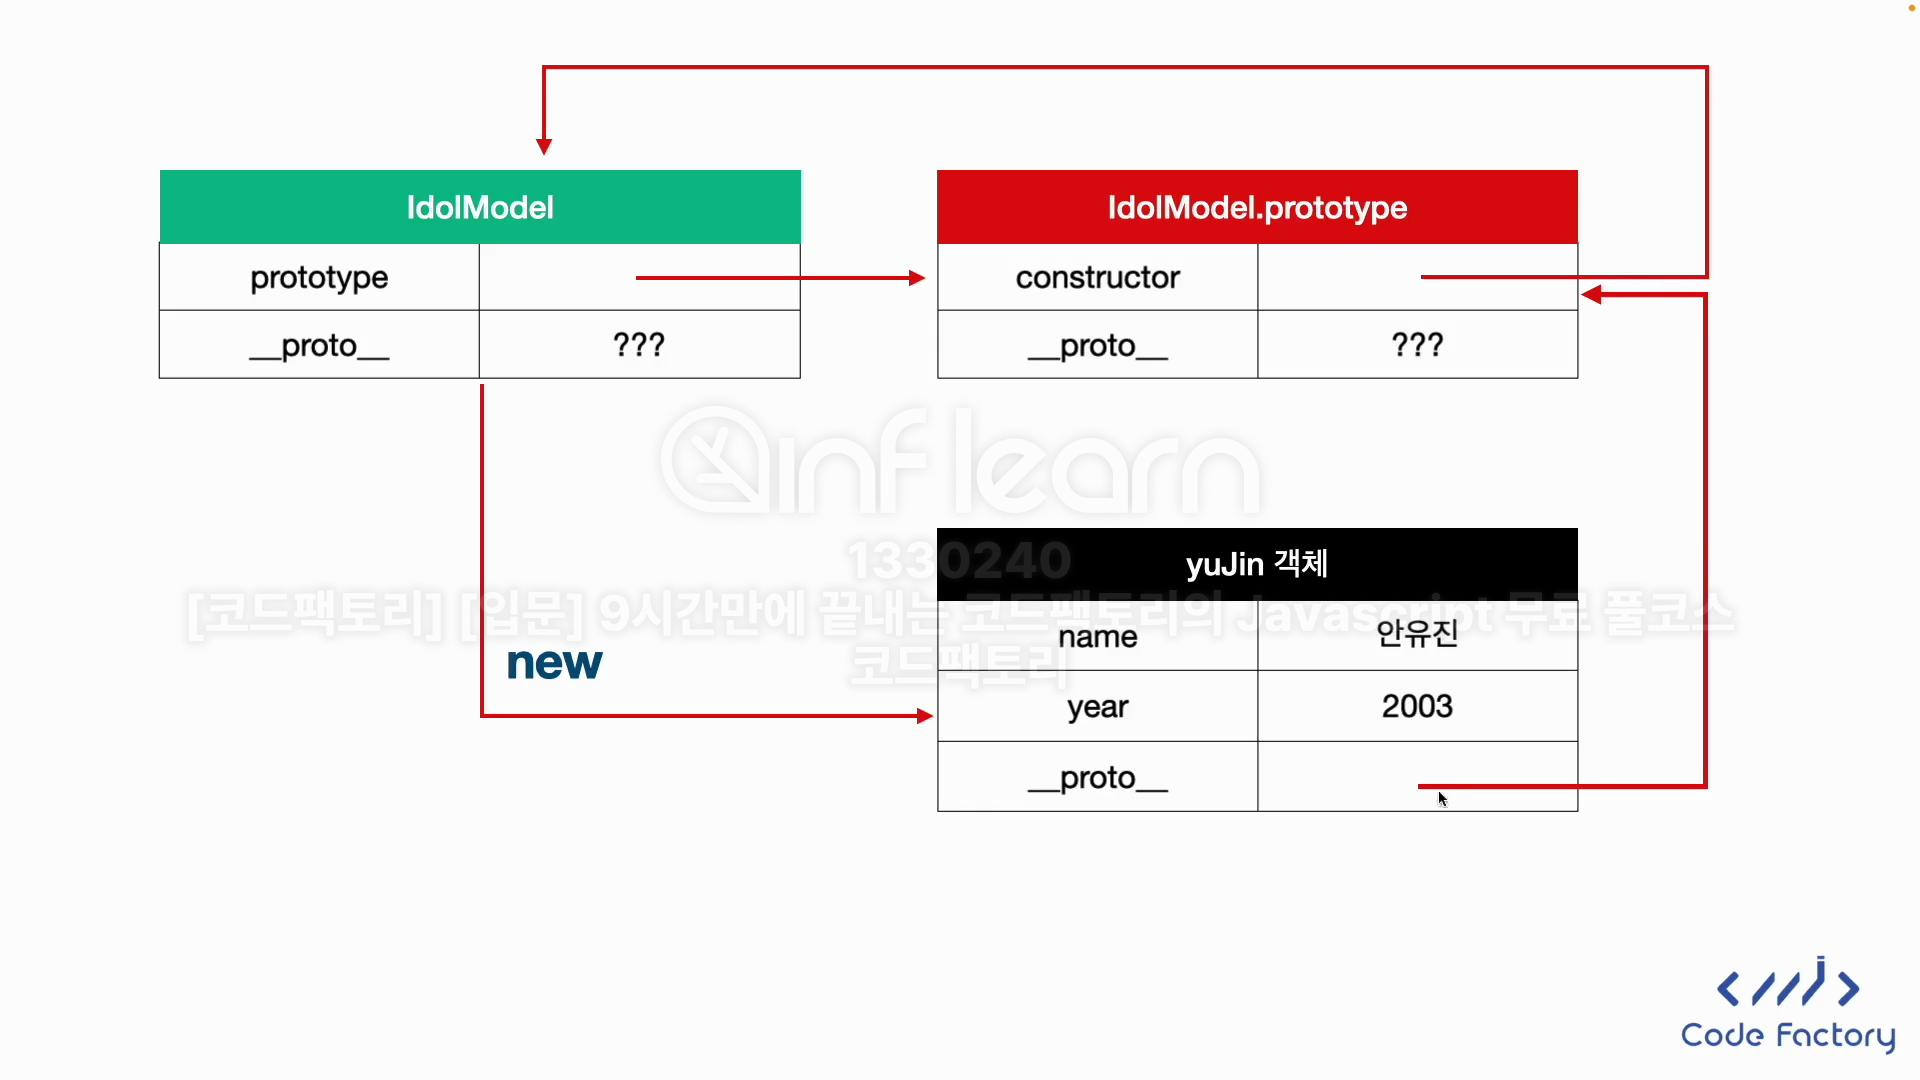 IdolModel
prototype
__proto__ ???
IdolModel.prototype
constructor
__proto__ ???
inflearn
1330240
[코드팩토리] [입문] 9시간만에 끝내는 코드팩토리의 Javascript 무료 풀코스
코드팩토리
new
yuJin 객체
name 안유진
year 2003
__proto__
Code Factory